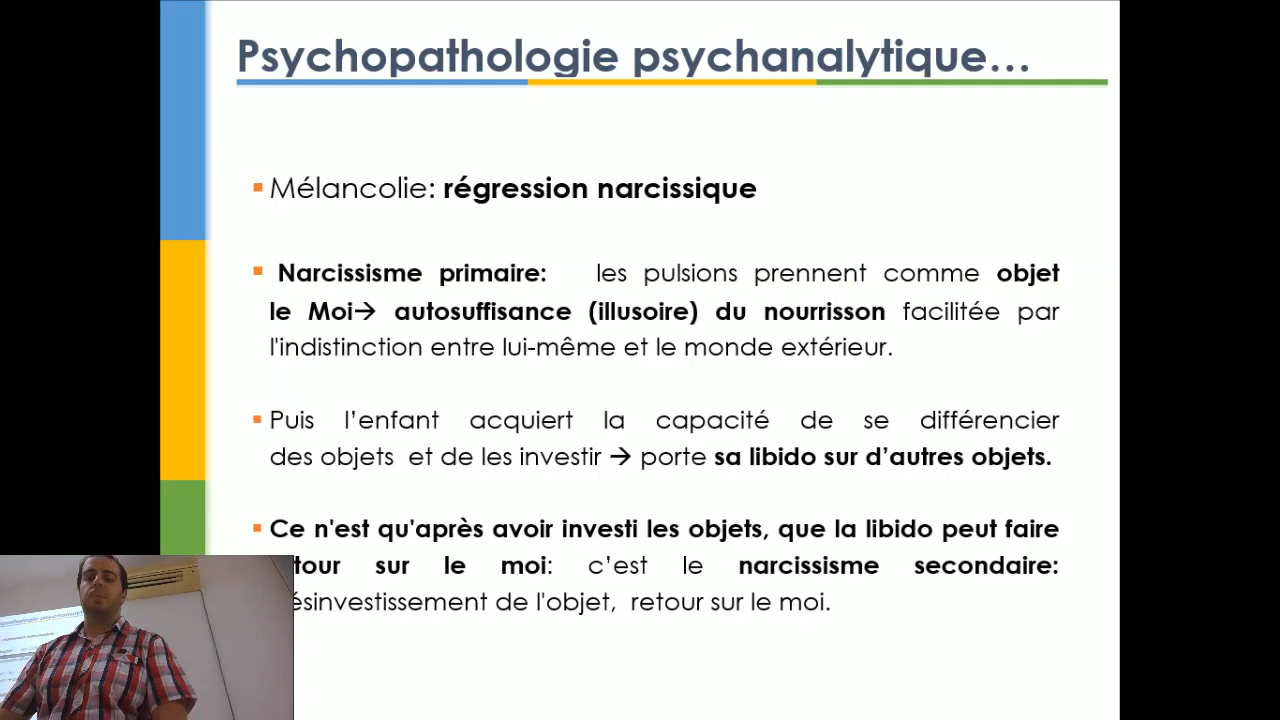 Psychopathologie psychanalytique…
▪ Mélancolie: régression narcissique
▪ Narcissisme primaire: les pulsions prennent comme objet
le Moi→ autosuffisance (illusoire) du nourrisson facilitée par
l'indistinction entre lui-même et le monde extérieur.
▪ Puis l’enfant acquiert la capacité de se différencier
des objets et de les investir → porte sa libido sur d’autres objets.
▪ Ce n'est qu'après avoir investi les objets, que la libido peut faire
tour sur le moi: c’est le narcissisme secondaire:
ésinvestissement de l'objet, retour sur le moi.